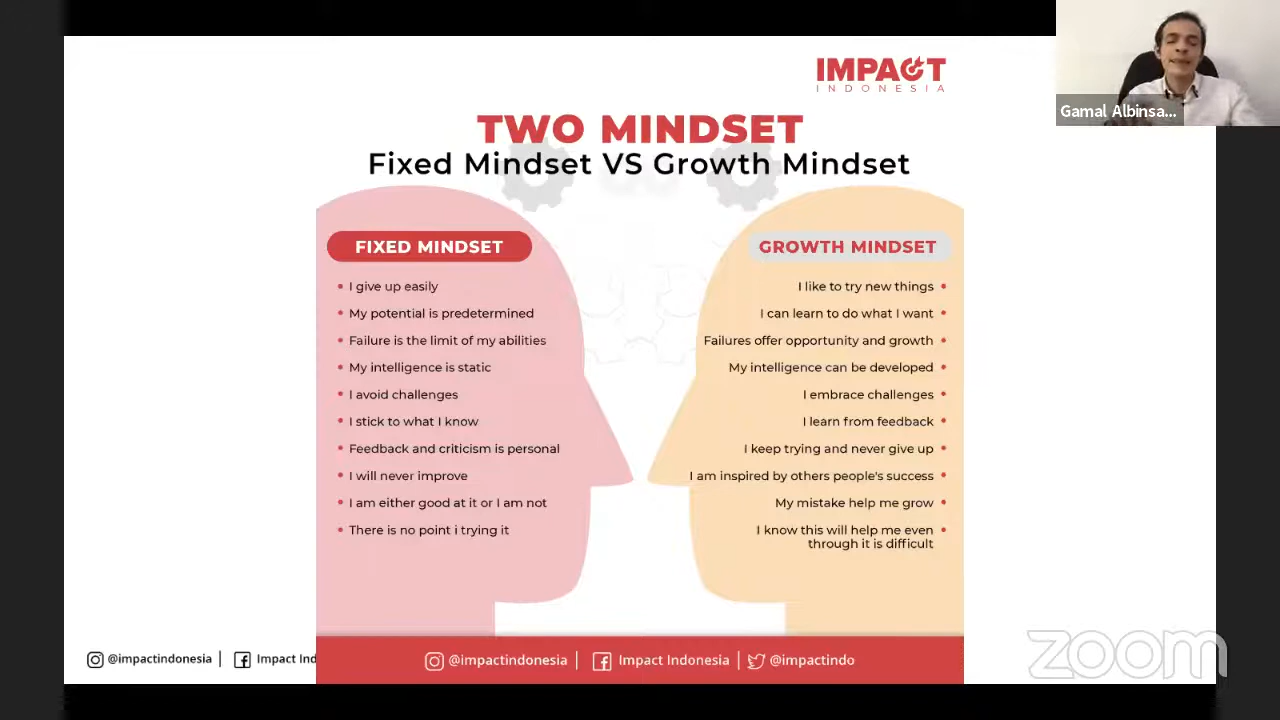 IMPACT
INDONESIA
Gamal Albinsa...
TWO MINDSET
Fixed Mindset VS Growth Mindset
FIXED MINDSET
• I give up easily
• My potential is predetermined
• Failure is the limit of my abilities
• My intelligence is static
• I avoid challenges
• I stick to what I know
• Feedback and criticism is personal
• I will never improve
• I am either good at it or I am not
• There is no point i trying it
GROWTH MINDSET
I like to try new things •
I can learn to do what I want •
Failures offer opportunity and growth •
My intelligence can be developed •
I embrace challenges •
I learn from feedback •
I keep trying and never give up •
I am inspired by others people's success •
My mistake help me grow •
I know this will help me even •
through it is difficult
@impactindonesia | Impact Ind
@impactindonesia | Impact Indonesia | @impactindo
zoom